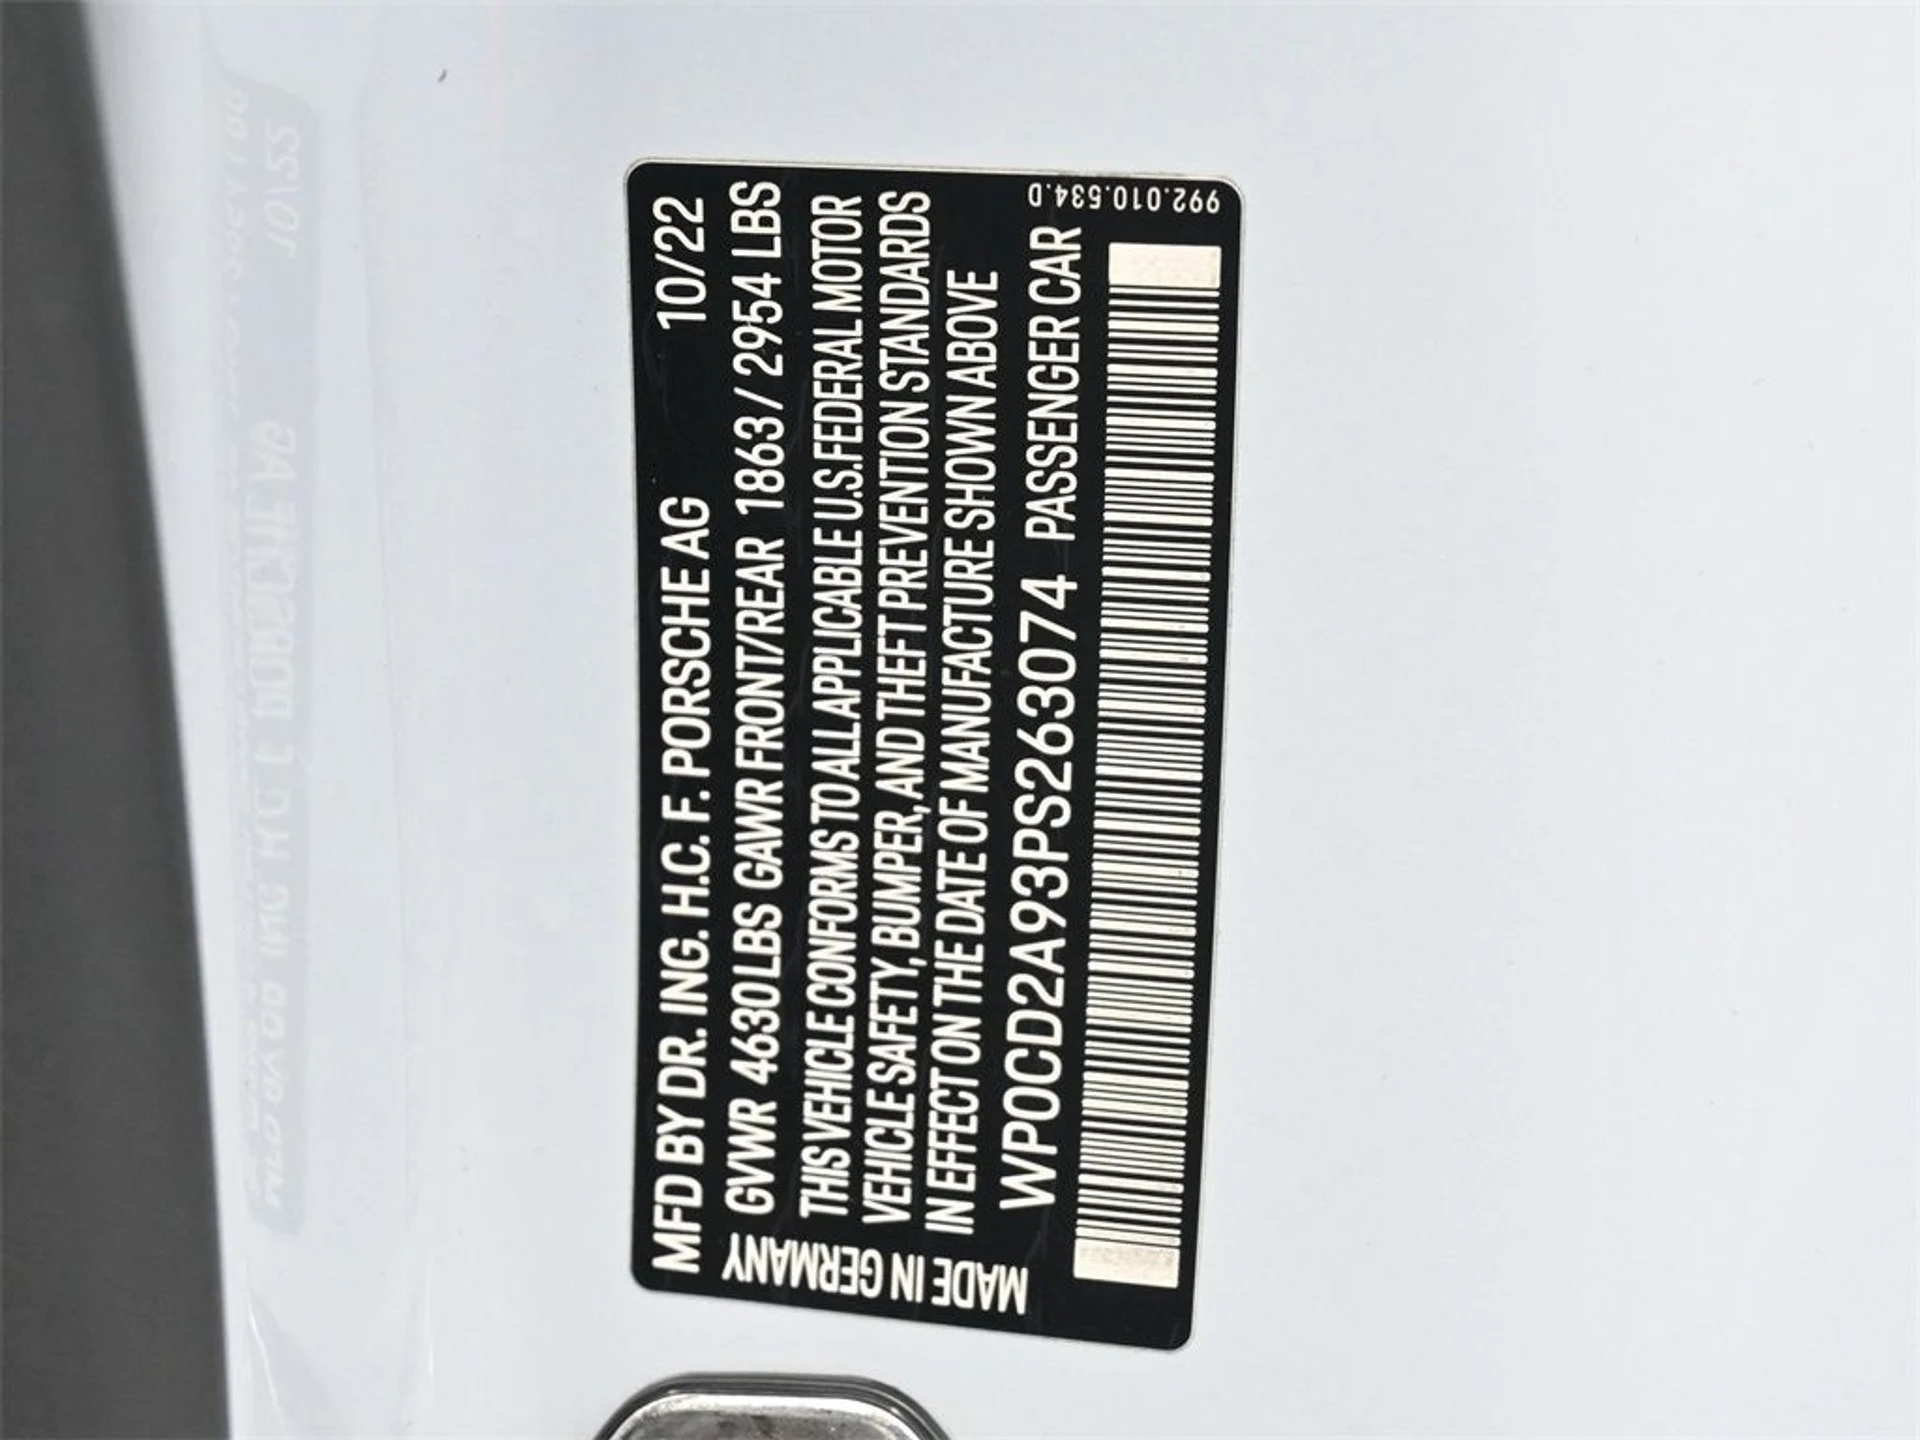 MFD BY DR. ING. H.C. F. PORSCHE AG 10/22
GVWR 4630 LBS GAWR FRONT/REAR 1863 / 2954 LBS
THIS VEHICLE CONFORMS TO ALL APPLICABLE U.S. FEDERAL MOTOR
VEHICLE SAFETY, BUMPER, AND THEFT PREVENTION STANDARDS
IN EFFECT ON THE DATE OF MANUFACTURE SHOWN ABOVE
WP0CD2A93PS263074 PASSENGER CAR
MADE IN GERMANY
992.010.534.D